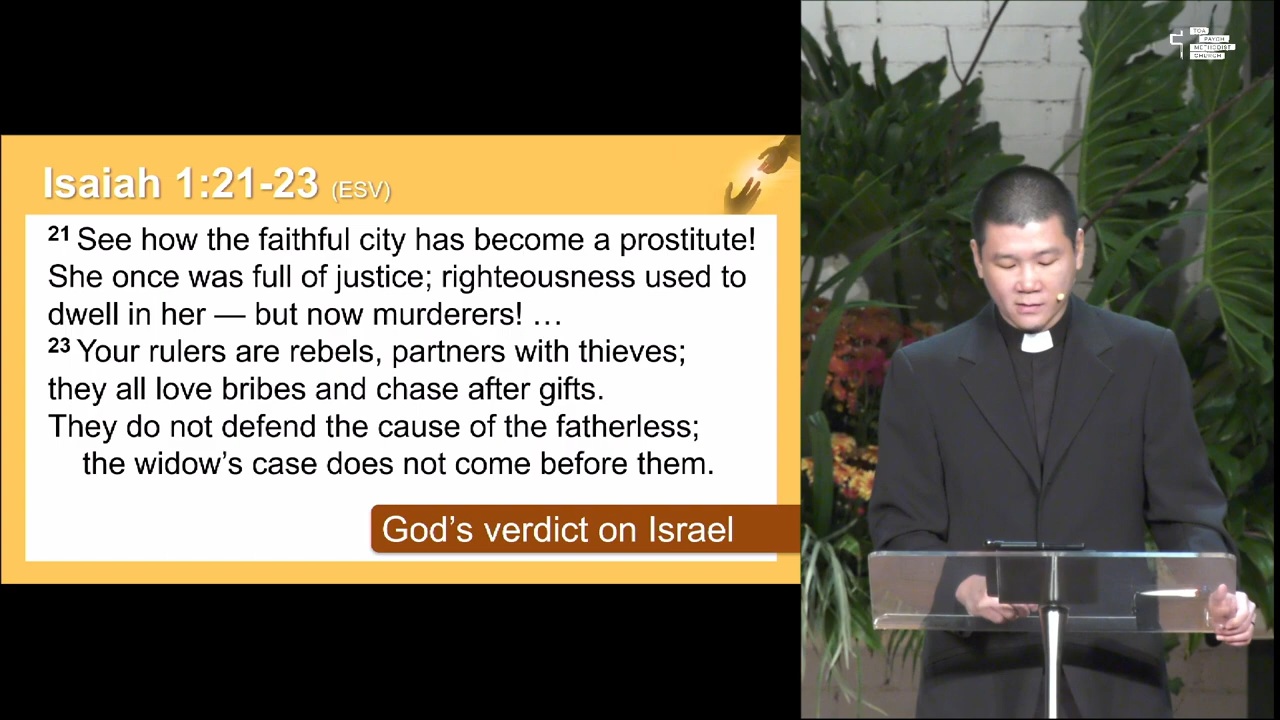 Isaiah 1:21-23 (ESV)
21 See how the faithful city has become a prostitute!
She once was full of justice; righteousness used to
dwell in her — but now murderers! …
23 Your rulers are rebels, partners with thieves;
they all love bribes and chase after gifts.
They do not defend the cause of the fatherless;
the widow’s case does not come before them.
God’s verdict on Israel
TOA
PAYOH
METHODIST
CHURCH